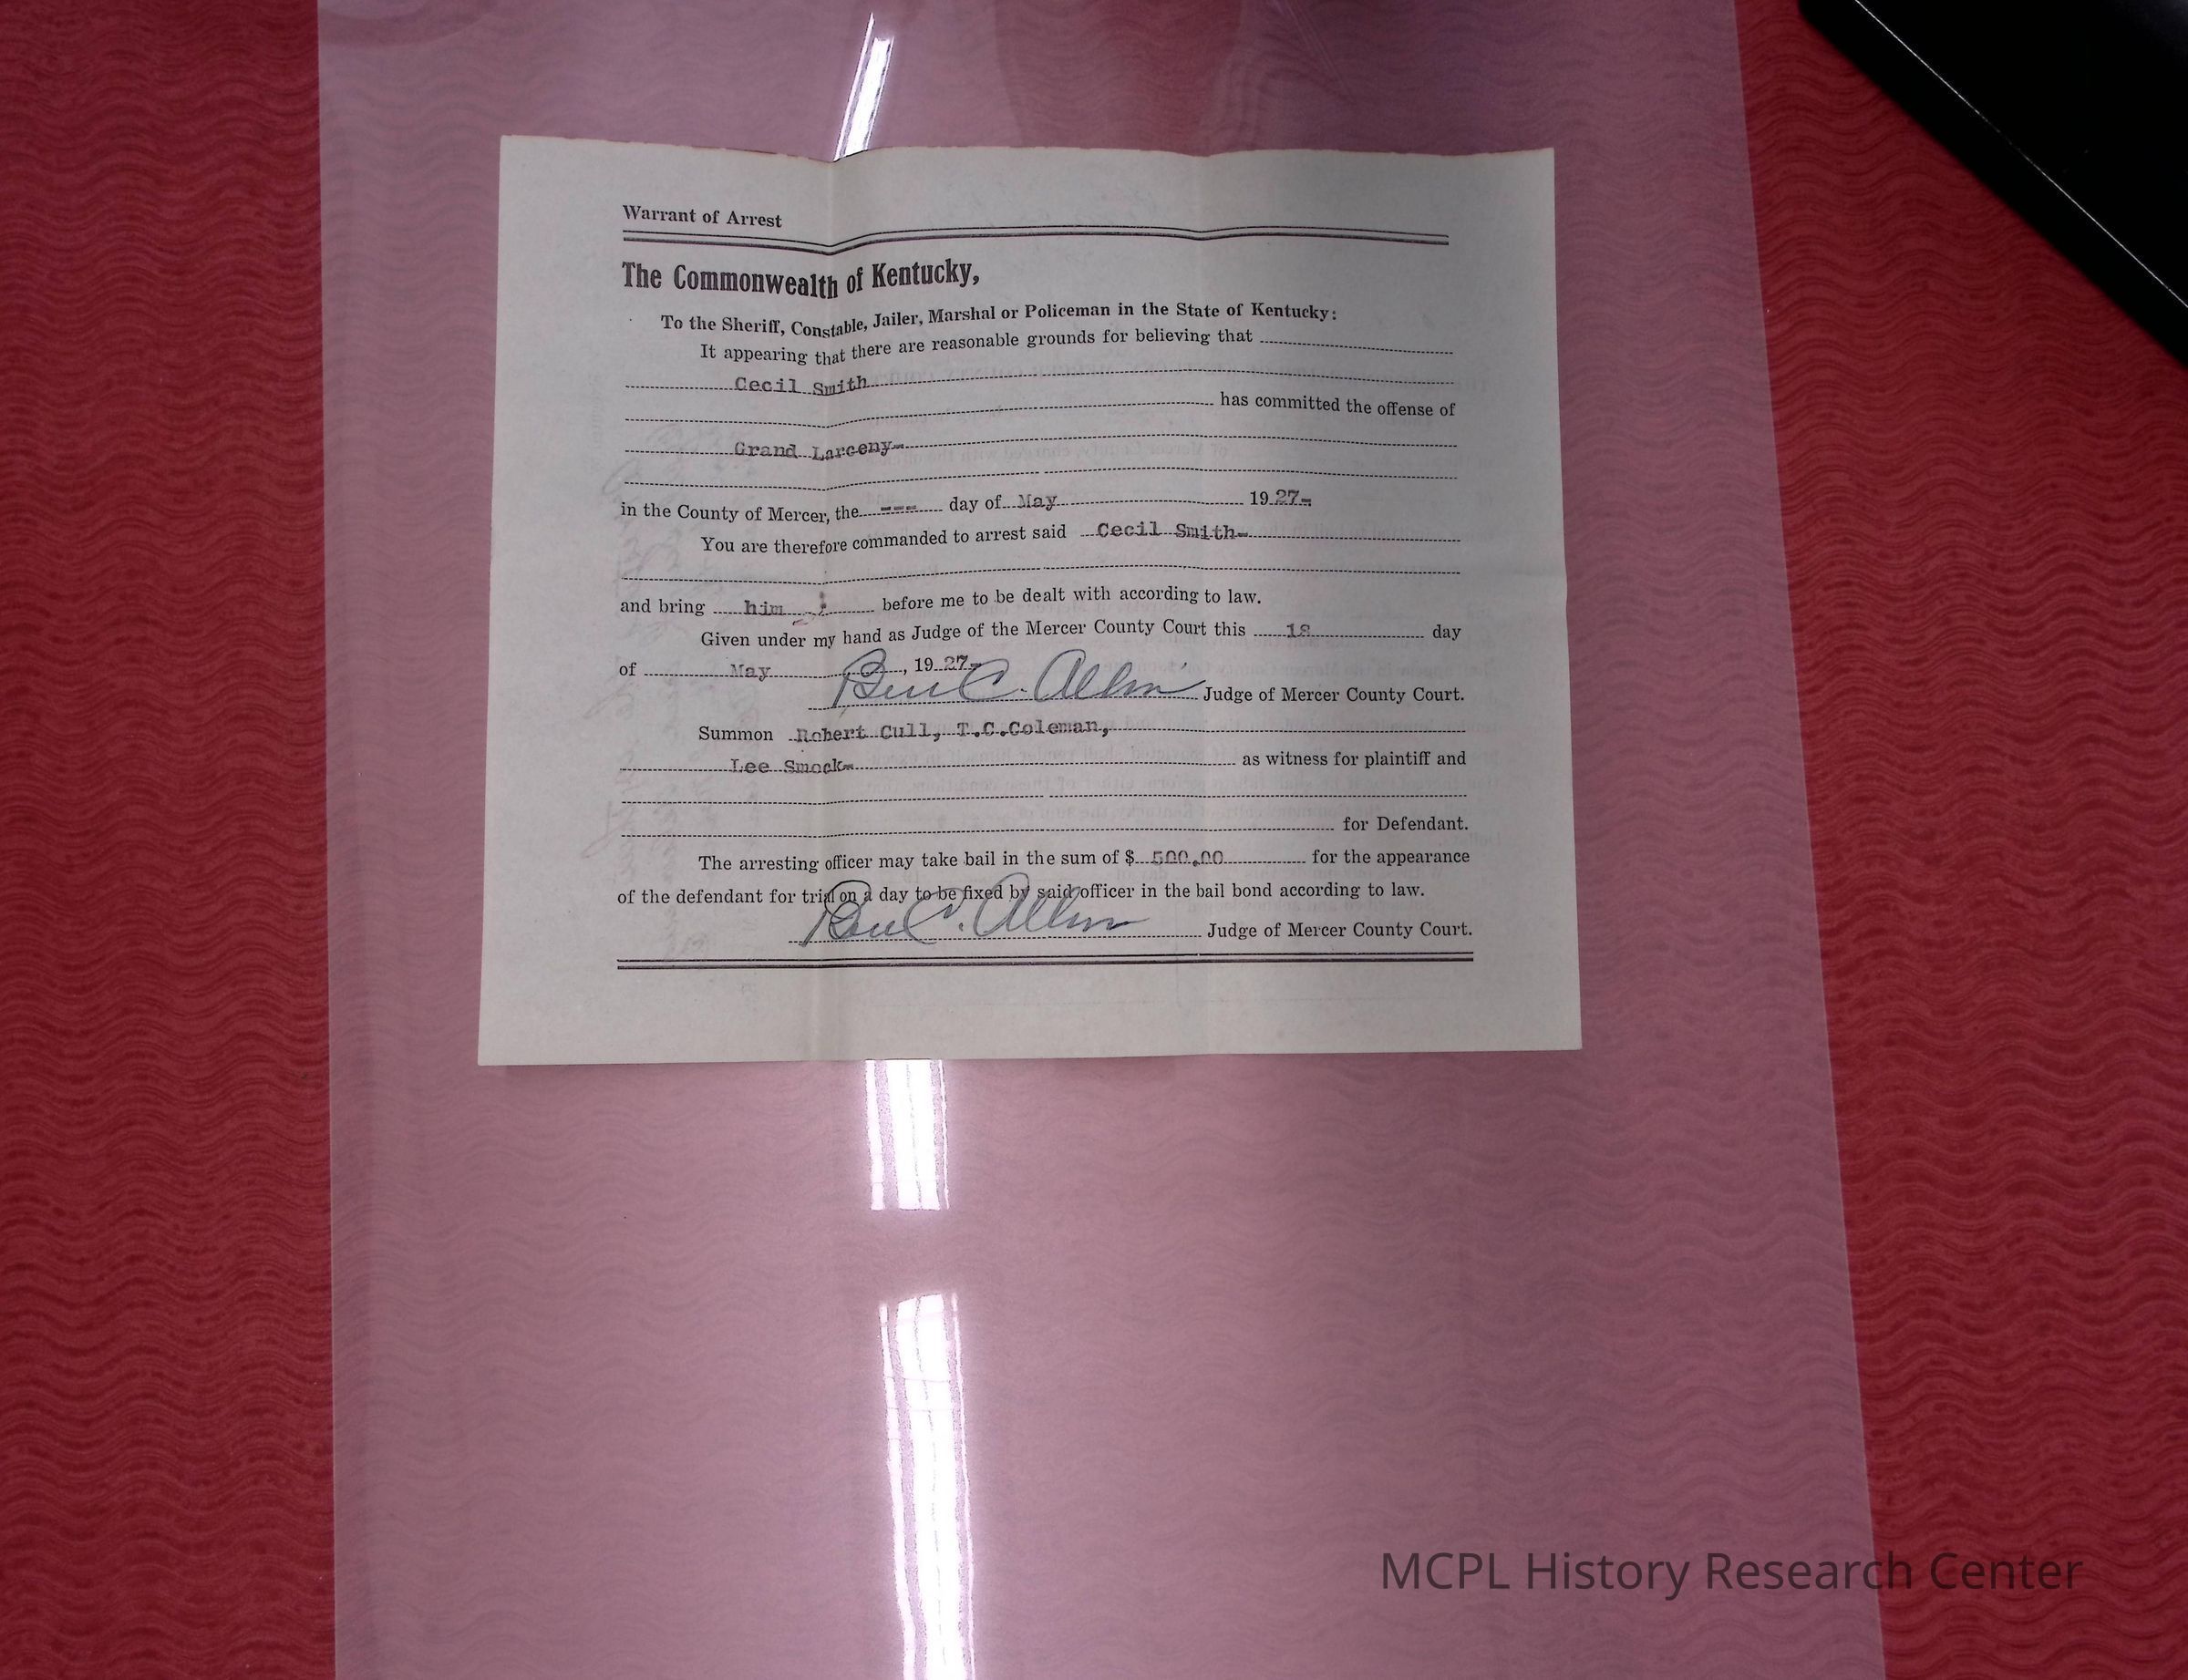 Warrant of Arrest
The Commonwealth of Kentucky,
To the Sheriff, Constable, Jailer, Marshal or Policeman in the State of Kentucky:
It appearing that there are reasonable grounds for believing that
Cecil Smith
has committed the offense of
Grand Larceny-
in the County of Mercer, the --- day of May 1927-
You are therefore commanded to arrest said Cecil Smith-
and bring him before me to be dealt with according to law.
Given under my hand as Judge of the Mercer County Court this 18 day
of May, 1927-
Ben C. Allin Judge of Mercer County Court.
Summon Robert Cull, T.C.Coleman,
Lee Smock- as witness for plaintiff and
for Defendant.
The arresting officer may take bail in the sum of $ 500.00 for the appearance
of the defendant for trial on a day to be fixed by said officer in the bail bond according to law.
Ben C. Allin Judge of Mercer County Court.
MCPL History Research Center